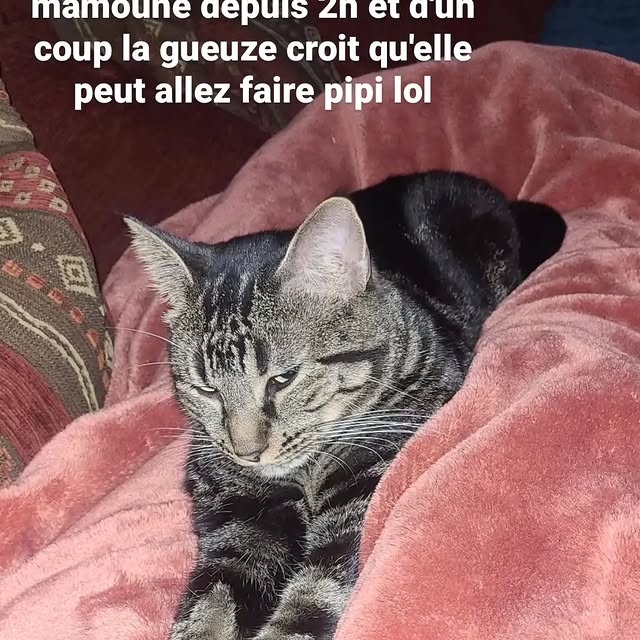 mamoune depuis 2h et d'un
coup la gueuze croit qu'elle
peut allez faire pipi lol